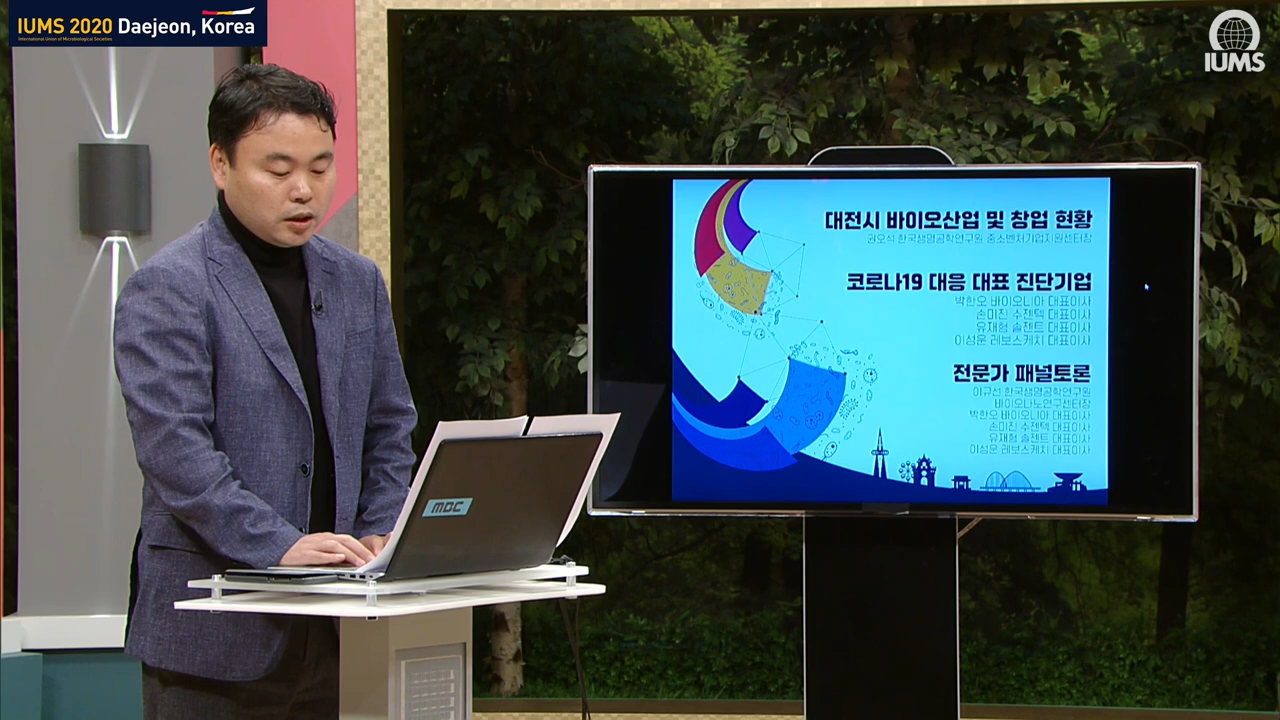 IUMS 2020 Daejeon, Korea
International Union of Microbiological Societies
IUMS
대전시 바이오산업 및 창업 현황
권오석 한국생명공학연구원 중소벤처기업지원센터장
코로나19 대응 대표 진단기업
박한오 바이오니아 대표이사
손미진 수젠텍 대표이사
유재형 솔젠트 대표이사
이성운 레보스케치 대표이사
전문가 패널토론
이규선 한국생명공학연구원
바이오나노연구센터장
박한오 바이오니아 대표이사
손미진 수젠텍 대표이사
유재형 솔젠트 대표이사
이성운 레보스케치 대표이사
MBC